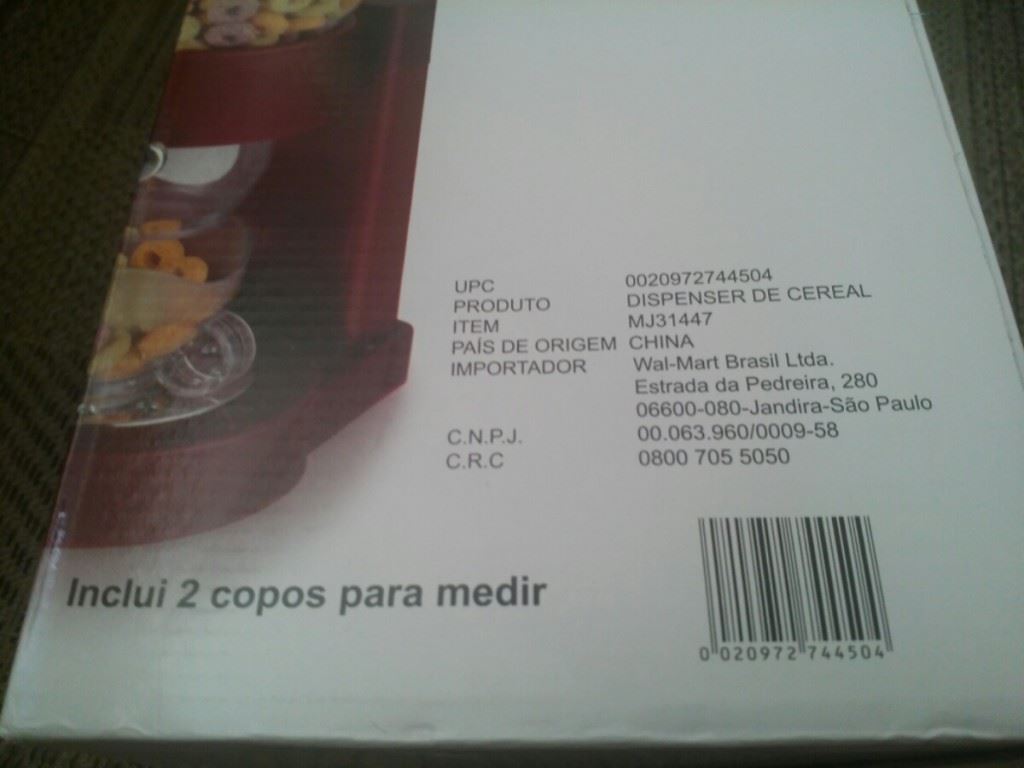 UPC 0020972744504
PRODUTO DISPENSER DE CEREAL
ITEM MJ31447
PAÍS DE ORIGEM CHINA
IMPORTADOR Wal-Mart Brasil Ltda.
Estrada da Pedreira, 280
06600-080-Jandira-São Paulo
C.N.P.J. 00.063.960/0009-58
C.R.C 0800 705 5050
Inclui 2 copos para medir
0 020972 744504